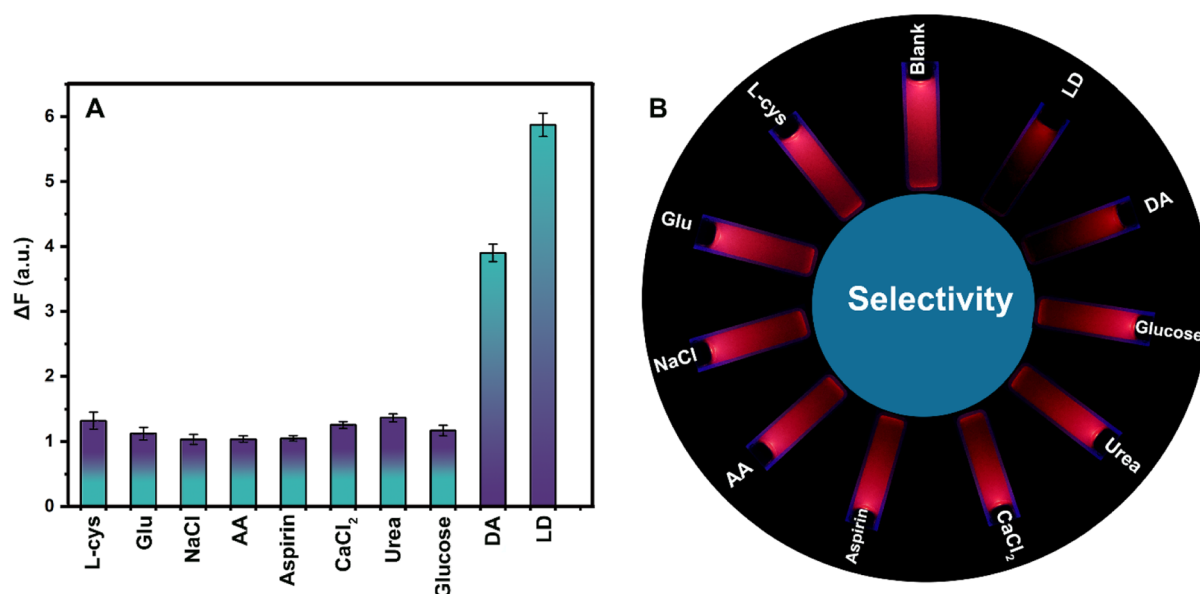 A
ΔF (a.u.)
6
5
4
3
2
1
0
L-cys
Glu
NaCl
AA
Aspirin
CaCl₂
Urea
Glucose
DA
LD
B
Blank
LD
DA
Glucose
Urea
CaCl₂
Aspirin
AA
NaCl
Glu
L-cys
Selectivity